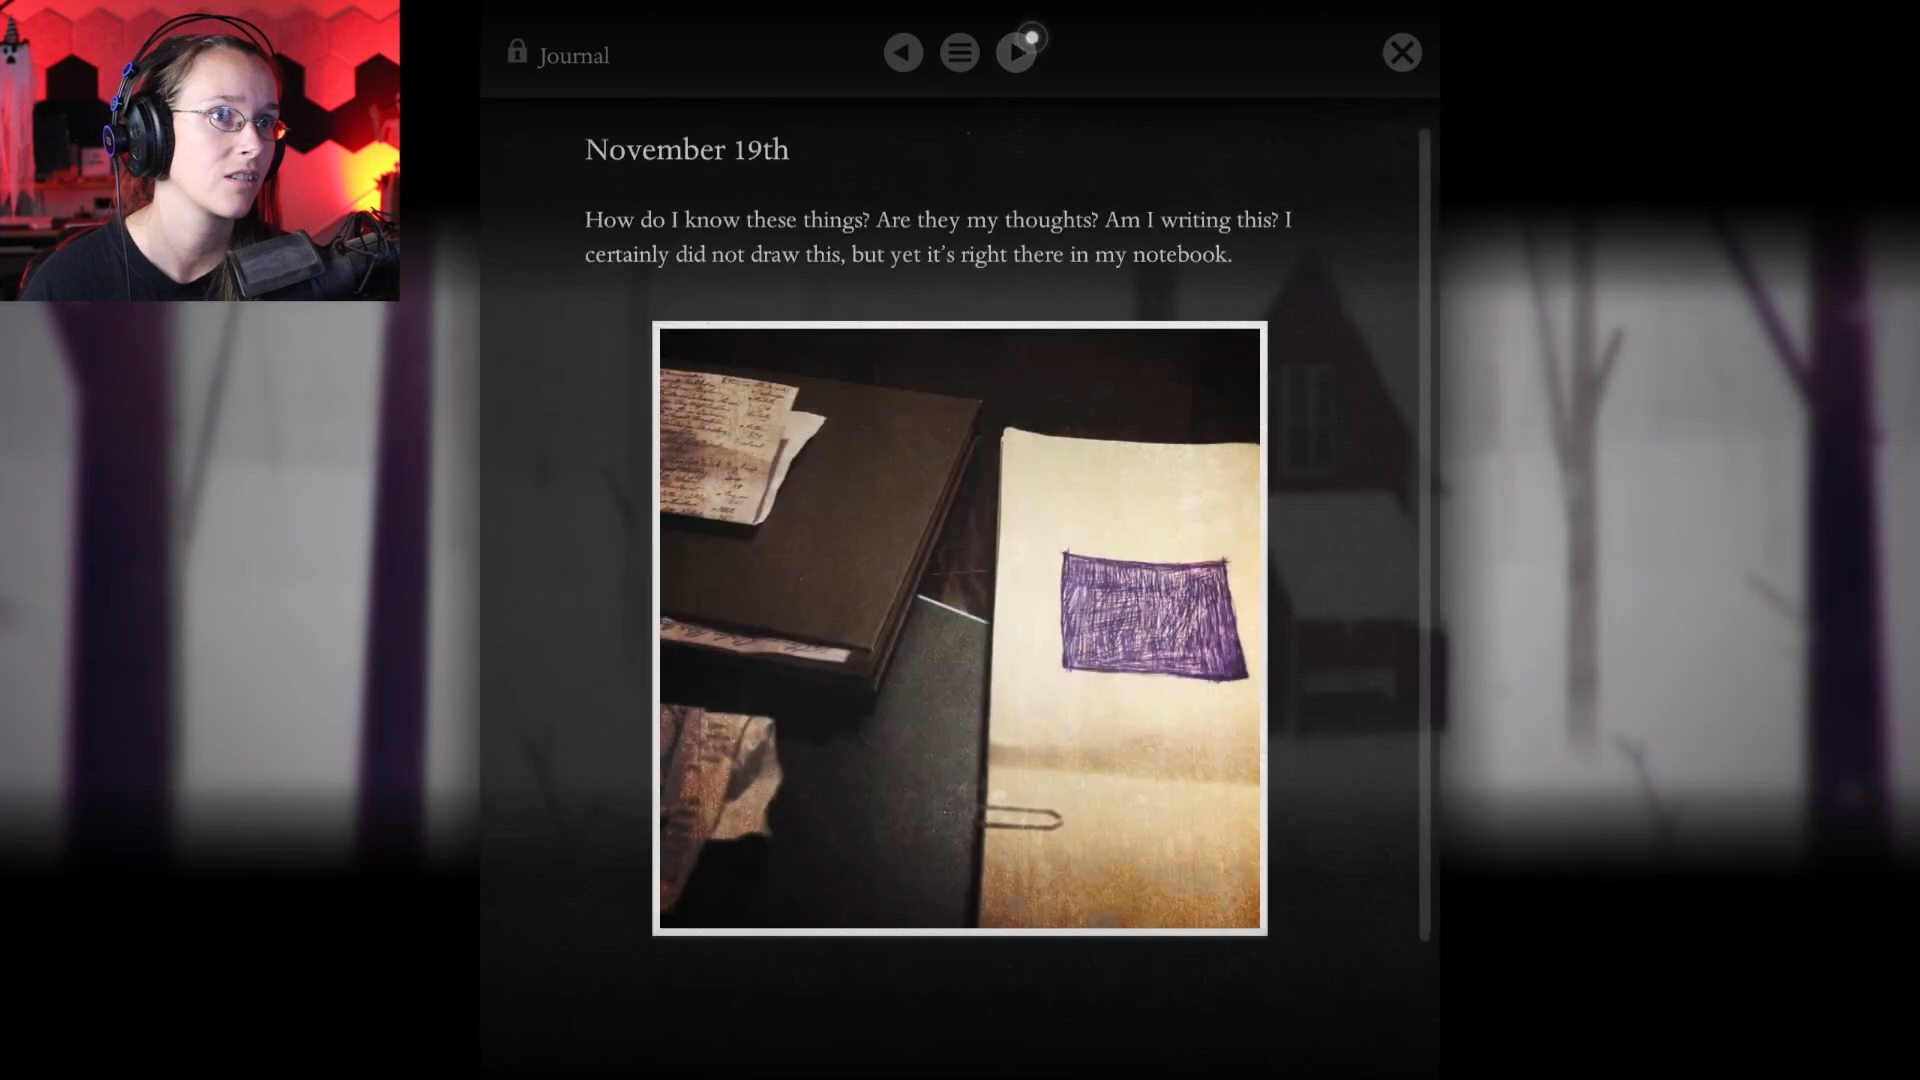 Journal
November 19th
How do I know these things? Are they my thoughts? Am I writing this? I
certainly did not draw this, but yet it's right there in my notebook.